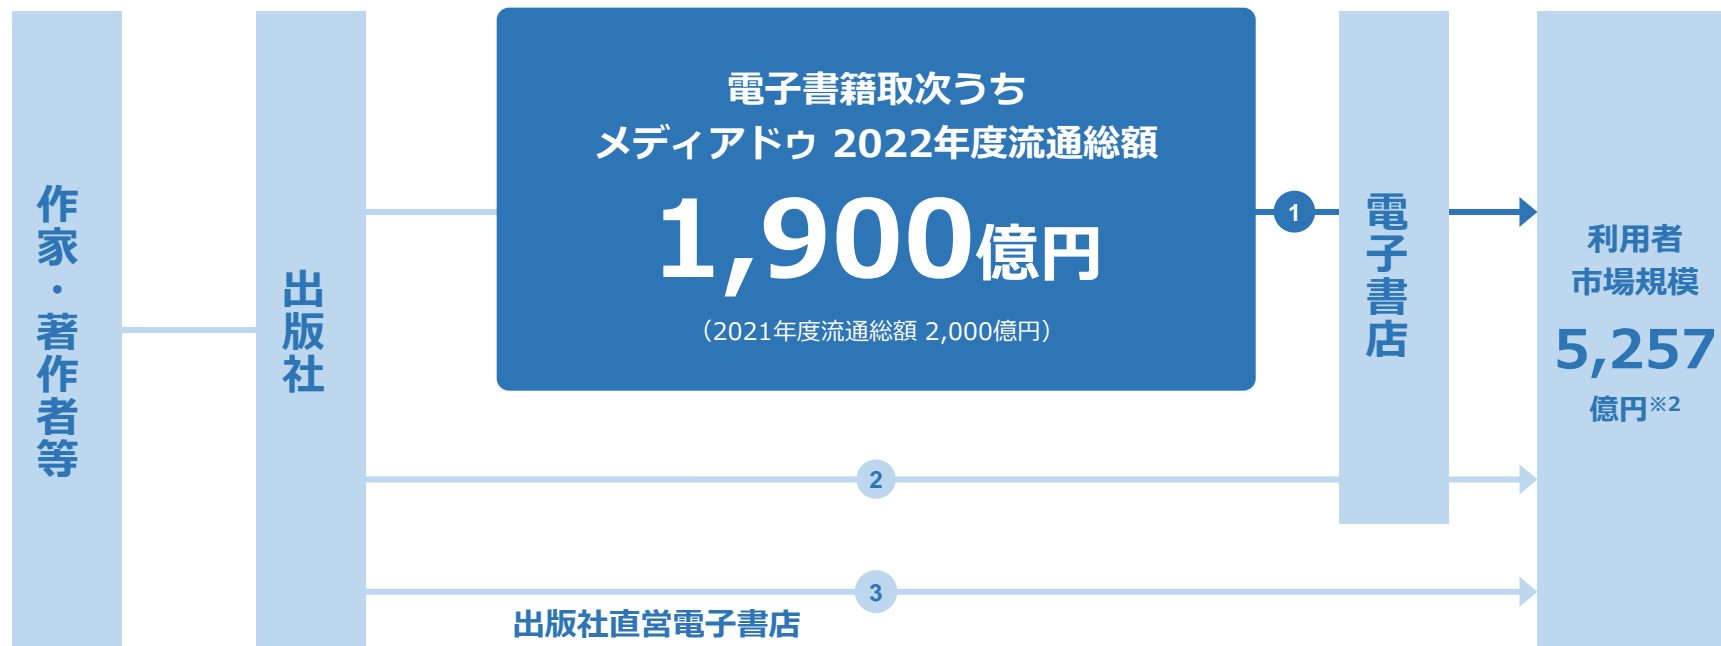 作家・著作者等
出版社
電子書籍取次うち
メディアドゥ 2022年度流通総額
1,900億円
（2021年度流通総額 2,000億円）
1
電子書店
利用者
市場規模
5,257
億円※2
2
3
出版社直営電子書店